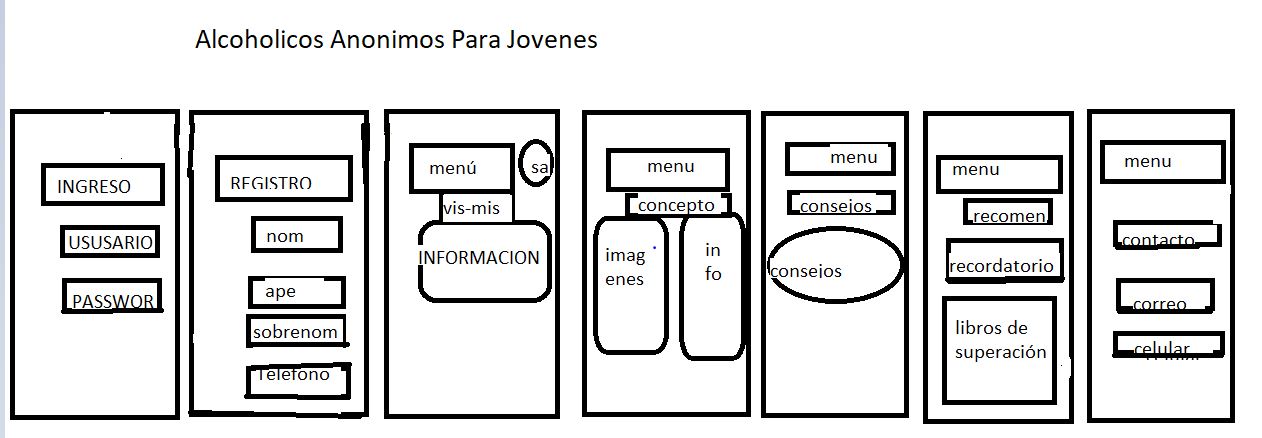 Alcoholicos Anonimos Para Jovenes
INGRESO
USUSARIO
PASSWOR
REGISTRO
nom
ape
sobrenom
Telefono
menú
sa
vis-mis
INFORMACION
menu
concepto
imag
enes
in
fo
menu
consejos
consejos
menu
recomen
recordatorio
libros de
superación
menu
contacto
correo
celular